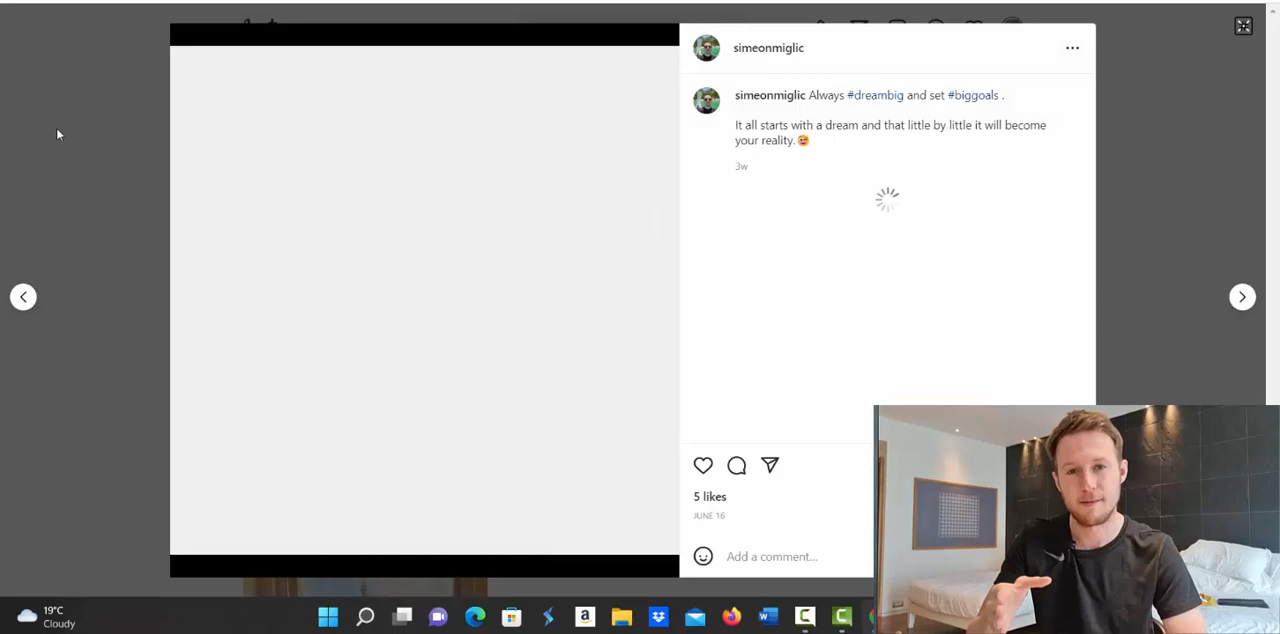 simeonmiglic
simeonmiglic Always #dreambig and set #biggoals .
It all starts with a dream and that little by little it will become
your reality.🥰
3w
5 likes
JUNE 16
Add a comment...
19°C
Cloudy